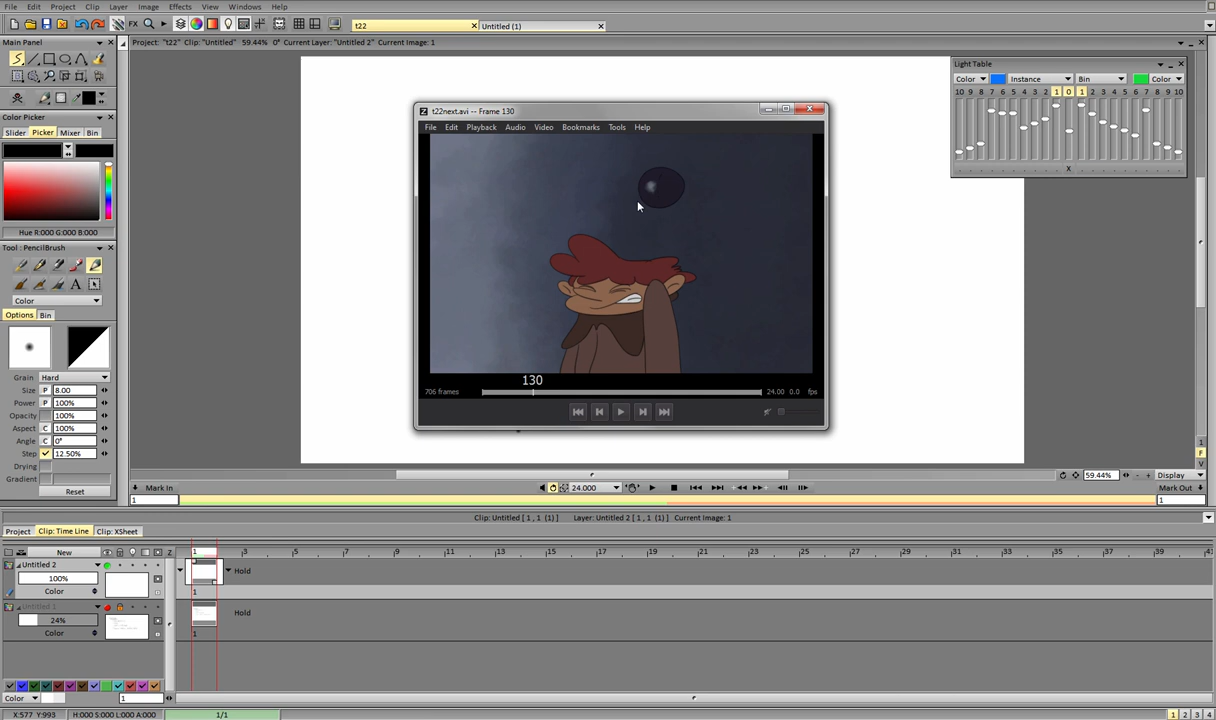 File Edit Project Clip Layer Image Effects View Windows Help
FX t22 Untitled (1)
Main Panel
Project: "t22" Clip: "Untitled" 59.44% 0° Current Layer: "Untitled 2" Current Image: 1
Light Table
Color Instance Bin Color
10 9 8 7 6 5 4 3 2 1 0 1 2 3 4 5 6 7 8 9 10
X
t22next.avi -- Frame 130
File Edit Playback Audio Video Bookmarks Tools Help
130
706 frames 24.00 0.0 fps
Color Picker
Slider Picker Mixer Bin
Hue R:000 G:000 B:000
Tool : PencilBrush
A
Color
Options Bin
Grain Hard
Size P 8.00
Power P 100%
Opacity 100%
Aspect C 100%
Angle C 0°
Step 12.50%
Drying
Gradient
Reset
1
F
V
59.44% Display
Mark In 24.000 Mark Out
1 1
Clip: Untitled [ 1 , 1 (1) ] Layer: Untitled 2 [ 1 , 1 (1) ] Current Image: 1
Project Clip: Time Line Clip: XSheet
New Z 1 3 5 7 9 11 13 15 17 19 21 23 25 27 29 31 33 35 37 39 41
Untitled 2
100% Hold
Color 1
Untitled 1
24% Hold
Color 1
Color 1
X:577 Y:993 H:000 S:000 L:000 A:000 1/1 1 2 3 4